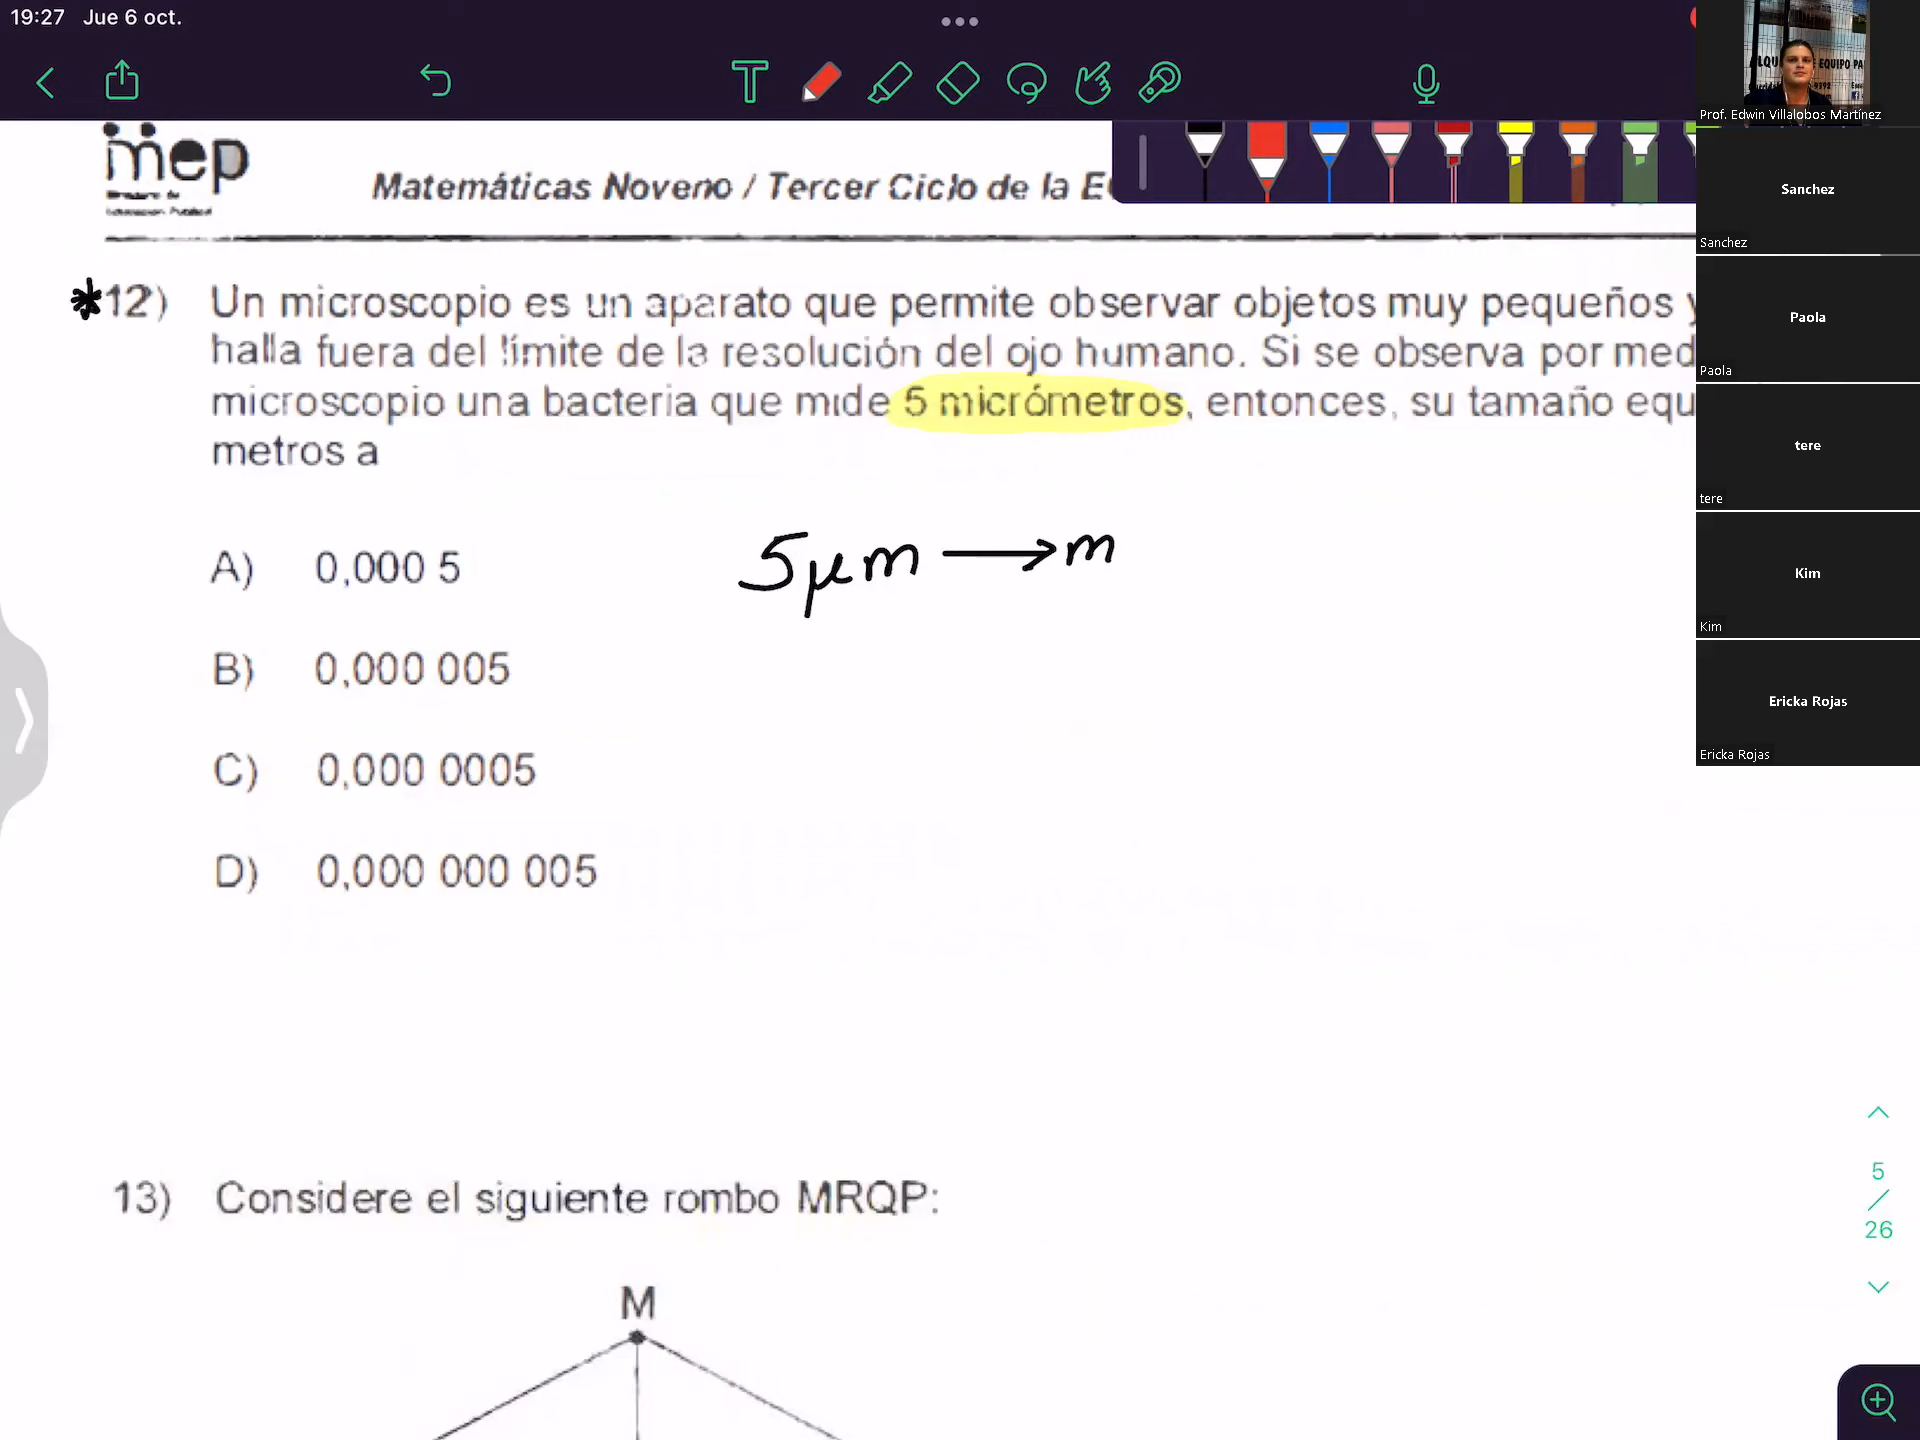 19:27 Jue 6 oct.
Prof. Edwin Villalobos Martínez
mep
Matemáticas Noveno / Tercer Ciclo de la
Sanchez
Sanchez
*12) Un microscopio es un aparato que permite observar objetos muy pequeños y
halla fuera del límite de la resolución del ojo humano. Si se observa por med
microscopio una bacteria que mide 5 micrómetros, entonces, su tamaño equ
metros a
Paola
Paola
tere
tere
5 μm → m
A) 0,000 5
B) 0,000 005
C) 0,000 0005
D) 0,000 000 005
Kim
Kim
Ericka Rojas
Ericka Rojas
13) Considere el siguiente rombo MRQP:
M
5
/
26